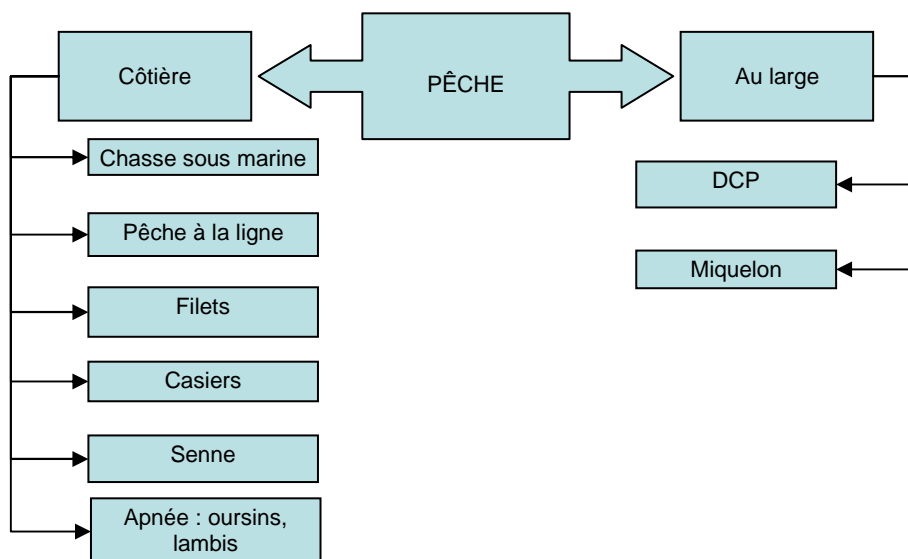 Côtière
PÊCHE
Au large
Chasse sous marine
Pêche à la ligne
Filets
Casiers
Senne
Apnée : oursins,
lambis
DCP
Miquelon